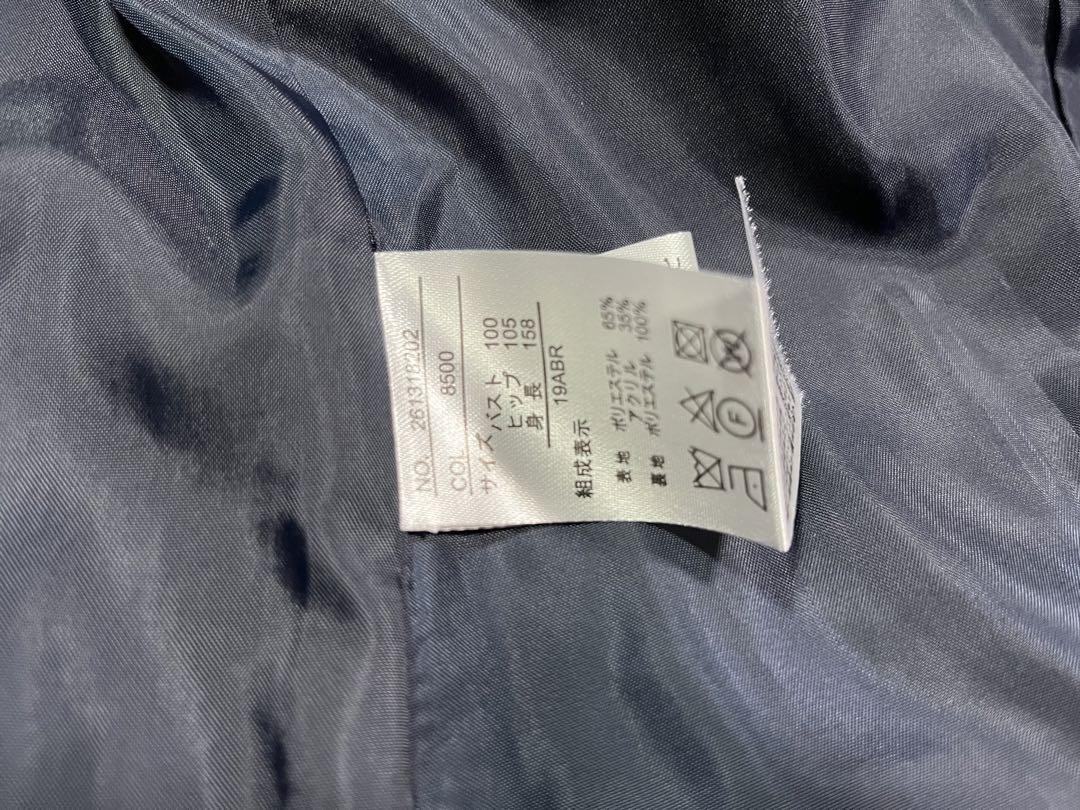 NO. 261318202
COL 8500
サイズ バスト 100
ヒップ 105
身長 158
19ABR
組成表示
表地 ポリエステル 65%
アクリル 35%
裏地 ポリエステル 100%
F
W